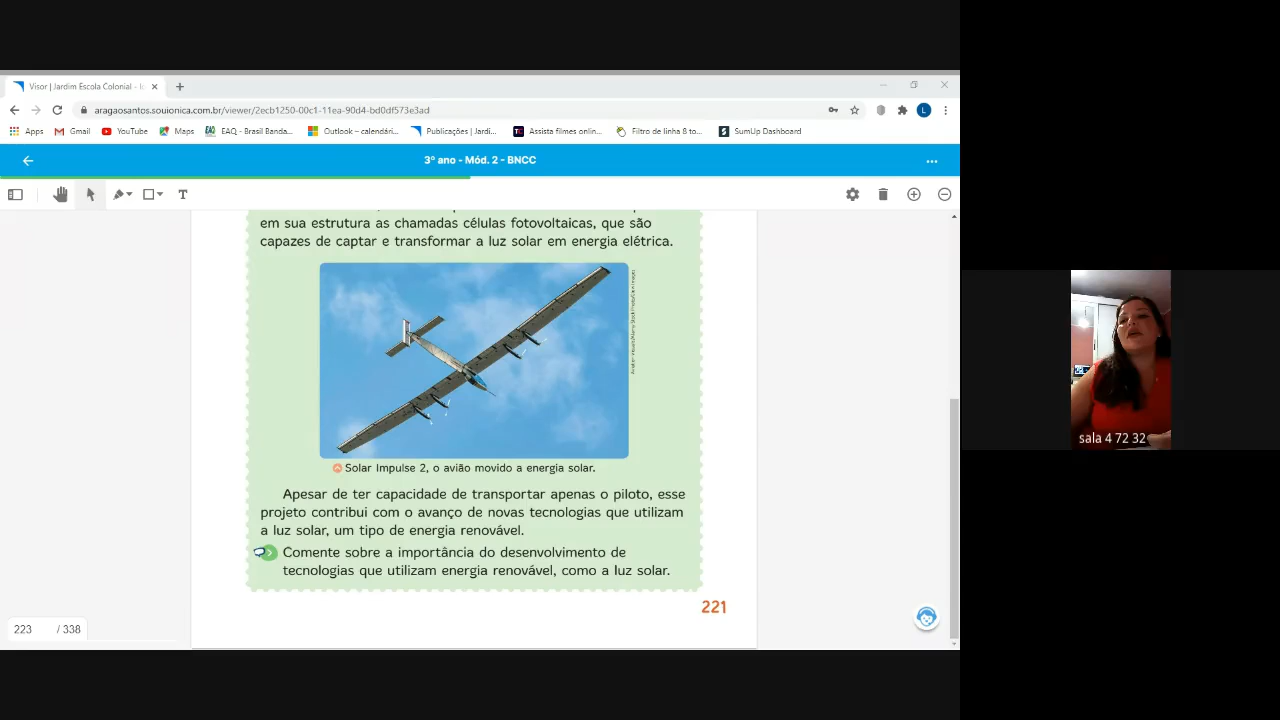 Visor | Jardim Escola Colonial - I
aragaosantos.souionica.com.br/viewer/2ecb1250-00c1-11ea-90d4-bd0df573e3ad
Apps Gmail YouTube Maps EAQ - Brasil Banda... Outlook – calendári... Publicações | Jardi... Assista filmes onlin... Filtro de linha 8 to... SumUp Dashboard
3º ano - Mód. 2 - BNCC
T
em sua estrutura as chamadas células fotovoltaicas, que são
capazes de captar e transformar a luz solar em energia elétrica.
Solar Impulse 2, o avião movido a energia solar.
Apesar de ter capacidade de transportar apenas o piloto, esse
projeto contribui com o avanço de novas tecnologias que utilizam
a luz solar, um tipo de energia renovável.
Comente sobre a importância do desenvolvimento de
tecnologias que utilizam energia renovável, como a luz solar.
221
223 / 338
sala 4 72 32